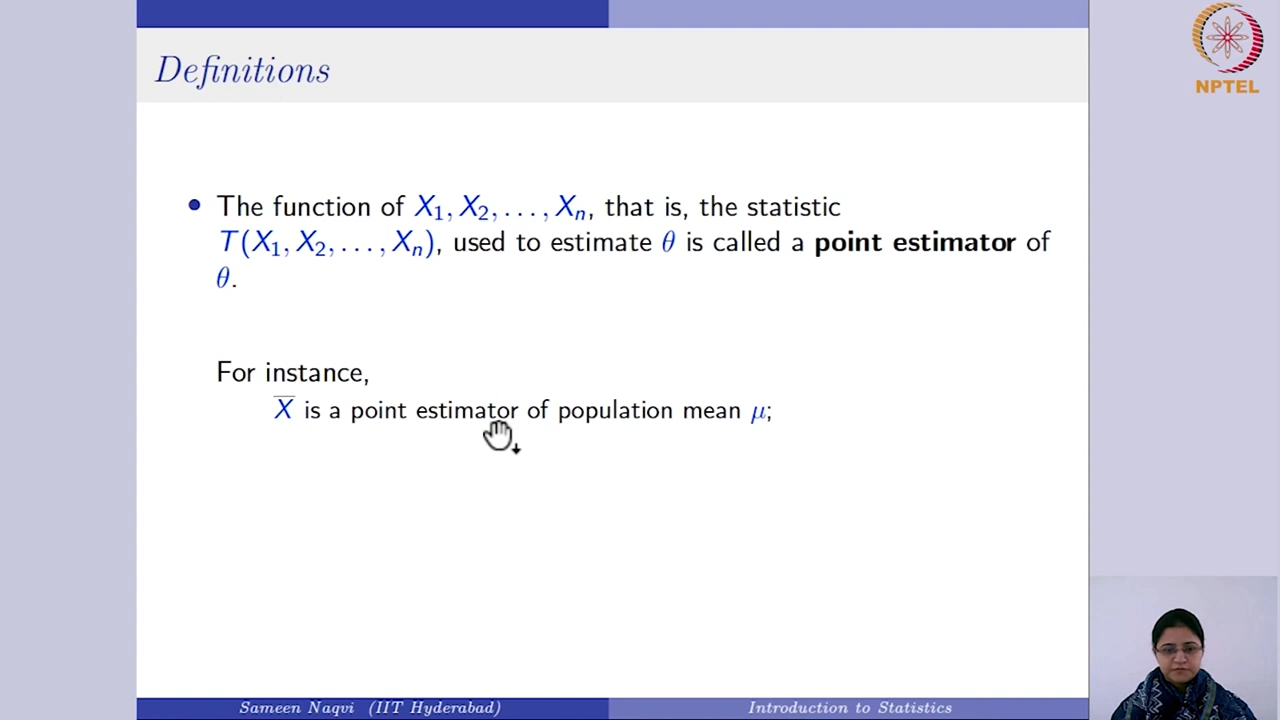 NPTEL
Definitions
• The function of X₁, X₂, . . . , Xₙ, that is, the statistic
T(X₁, X₂, . . . , Xₙ), used to estimate θ is called a point estimator of
θ.
For instance,
X̄ is a point estimator of population mean μ;
Sameen Naqvi (IIT Hyderabad)
Introduction to Statistics